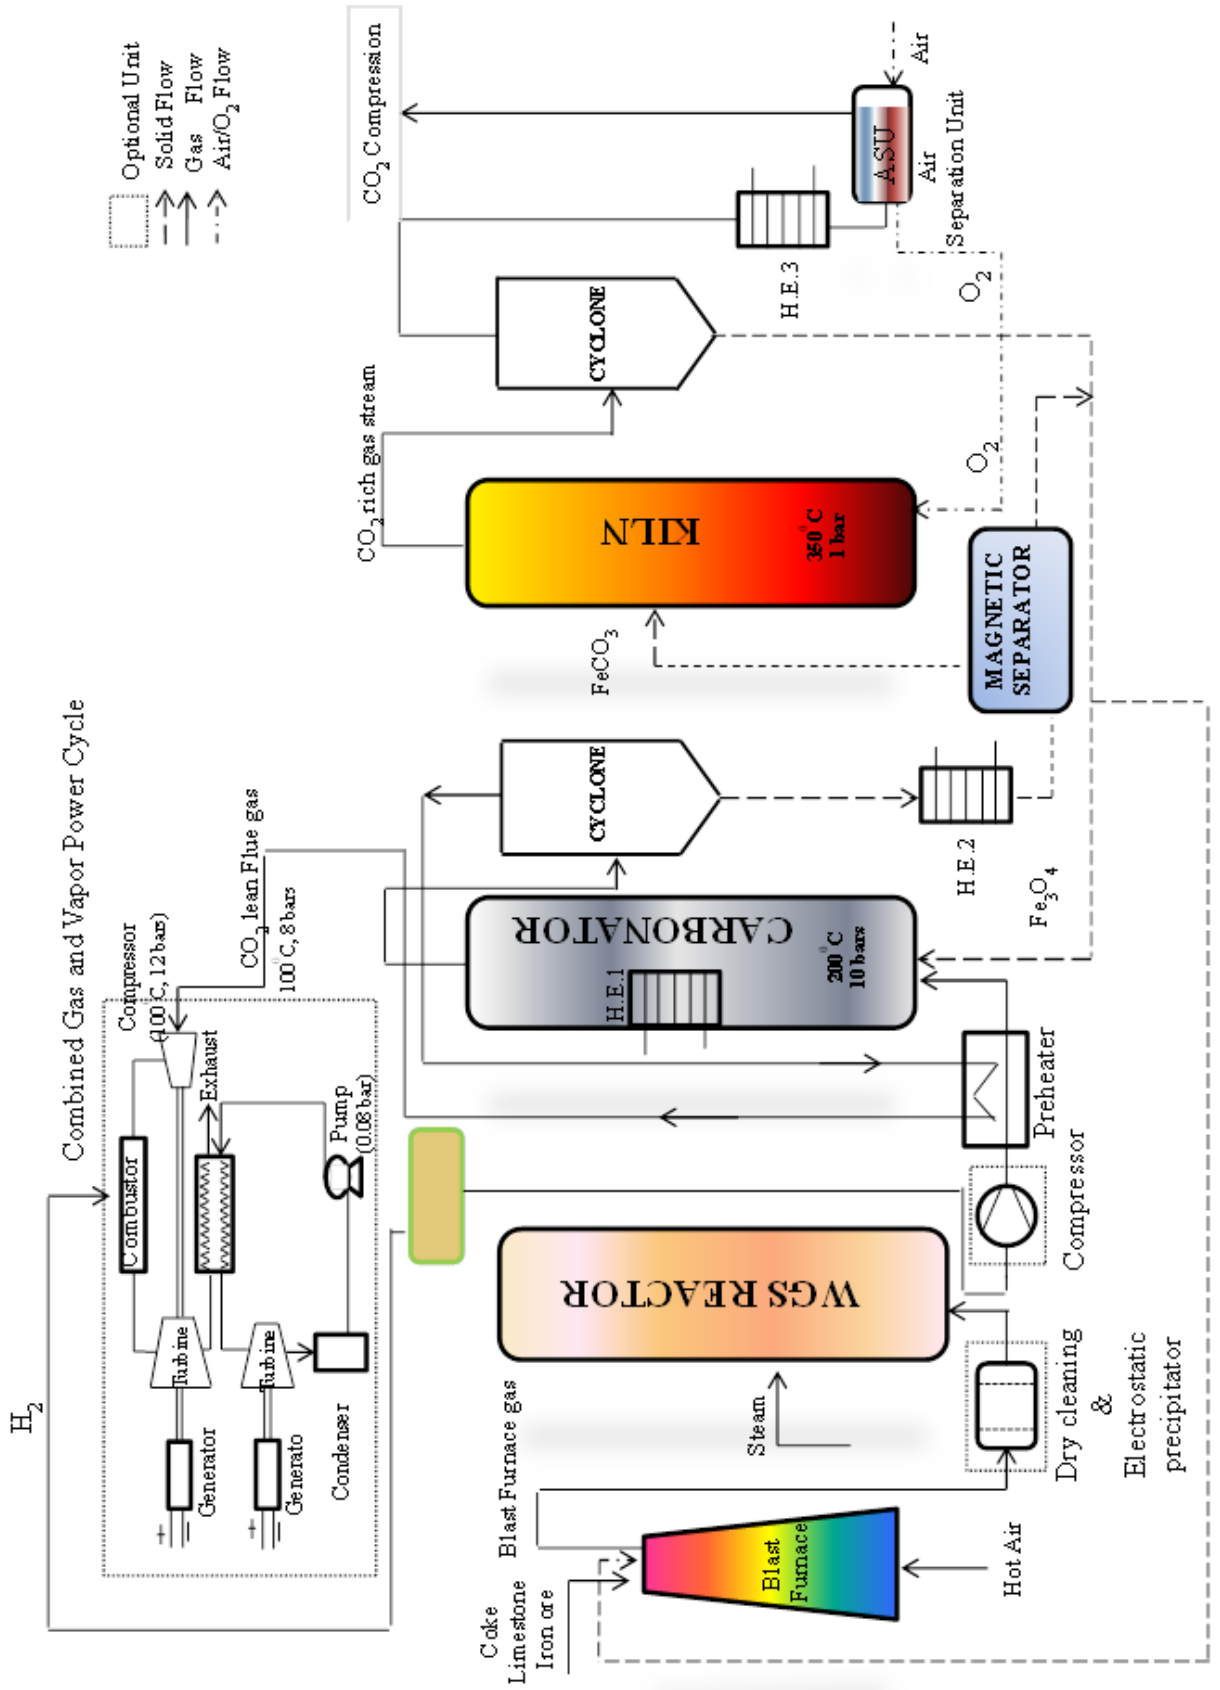 Combined Gas and Vapor Power Cycle
H2
Combustor
Compressor
(100°C, 12 bars)
Exhaust
Turbine
Turbine
Generator
Generato
Condenser
Pump
(0.08 bar)
CO2 lean Flue gas
100°C, 8 bars
Optional Unit
Solid Flow
Gas Flow
Air/O2 Flow
CO2 Compression
CO2 rich gas stream
Blast Furnace gas
Coke
Limestone
Iron ore
Blast
Furnace
Hot Air
Steam
WGS REACTOR
Dry cleaning
&
Electrostatic
precipitator
Compressor
Preheater
CARBONATOR
H.E.1
200°C
10 bars
CYCLONE
H.E.2
Fe3O4
MAGNETIC
SEPARATOR
FeCO3
KILN
350°C
1 bar
O2
CYCLONE
H.E.3
O2
ASU
Air
Separation Unit
Air